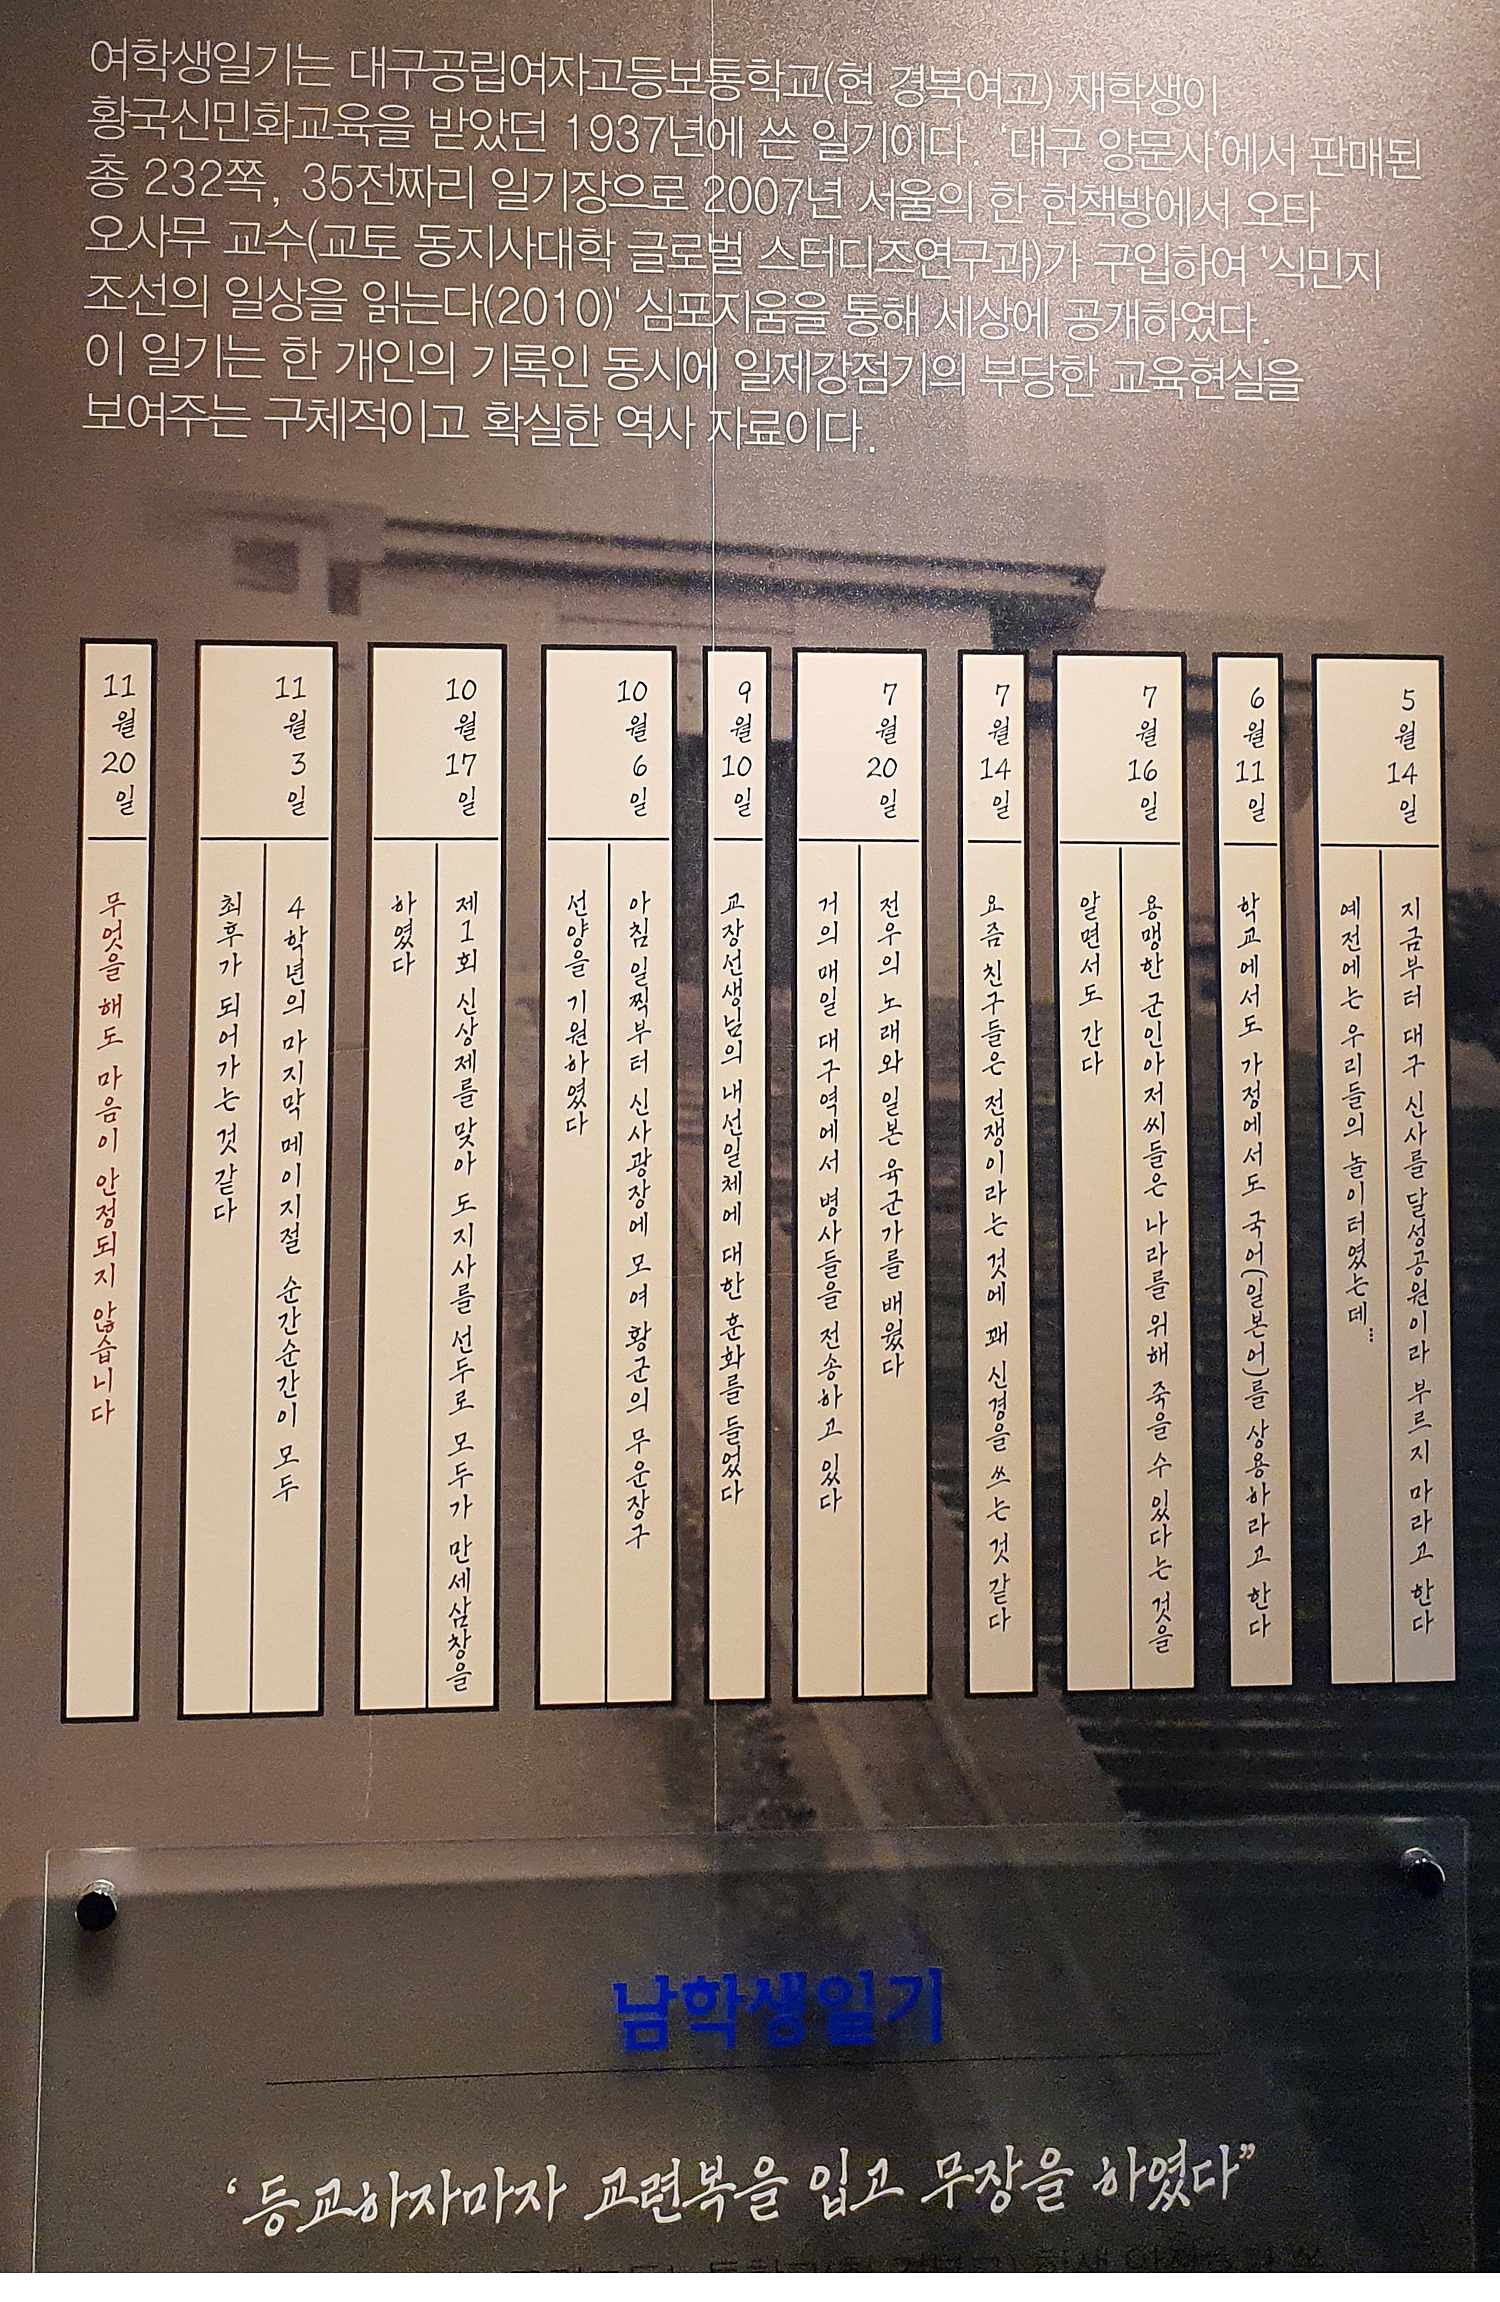 여학생일기는 대구공립여자고등보통학교(현 경북여고) 재학생이
황국신민화교육을 받았던 1937년에 쓴 일기이다. '대구 양문사'에서 판매된
총 232쪽, 35전짜리 일기장으로 2007년 서울의 한 헌책방에서 오타
오사무 교수(교토 동지사대학 글로벌 스터디즈연구과)가 구입하여 '식민지
조선의 일상을 읽는다(2010)' 심포지움을 통해 세상에 공개하였다.
이 일기는 한 개인의 기록인 동시에 일제강점기의 부당한 교육현실을
보여주는 구체적이고 확실한 역사 자료이다.
5월 14일
지금부터 대구 신사를 달성공원이라 부르지 마라고 한다
예전에는 우리들의 놀이터였는데...
6월 11일
학교에서도 가정에서도 국어(일본어)를 상용하라고 한다
7월 16일
용맹한 군인아저씨들은 나라를 위해 죽을 수 있다는 것을
알면서도 간다
7월 14일
요즘 친구들은 전쟁이라는 것에 꽤 신경을 쓰는 것 같다
7월 20일
전우의 노래와 일본 육군가를 배웠다
거의 매일 대구역에서 병사들을 전송하고 있다
9월 10일
교장선생님의 내선일체에 대한 훈화를 들었다
10월 6일
아침 일찍부터 신사광장에 모여 황군의 무운장구
선양을 기원하였다
10월 17일
제1회 신상제를 맞아 도지사를 선두로 모두가 만세삼창을
하였다
11월 3일
4학년의 마지막 메이지절 순간순간이 모두
최후가 되어가는 것 같다
11월 20일
무엇을 해도 마음이 안정되지 않습니다
남학생일기
'등교하자마자 교련복을 입고 무장을 하였다"